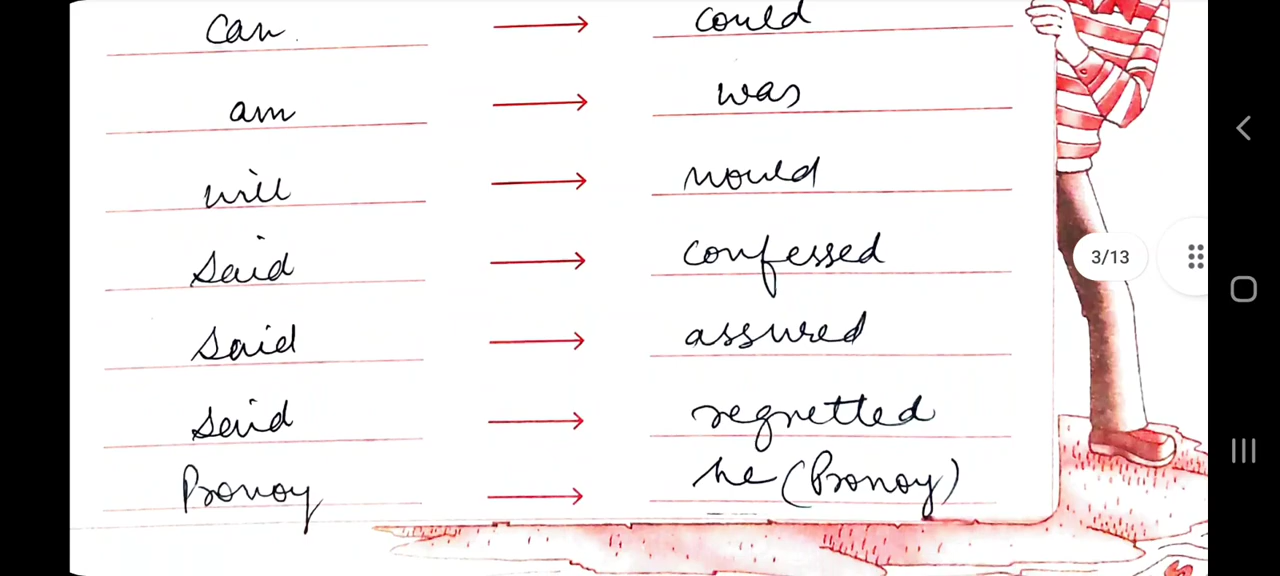 can. → could
am → was
will → would
said → confessed
said → assured
said → regretted
Pronoy → he (Pronoy)
3/13